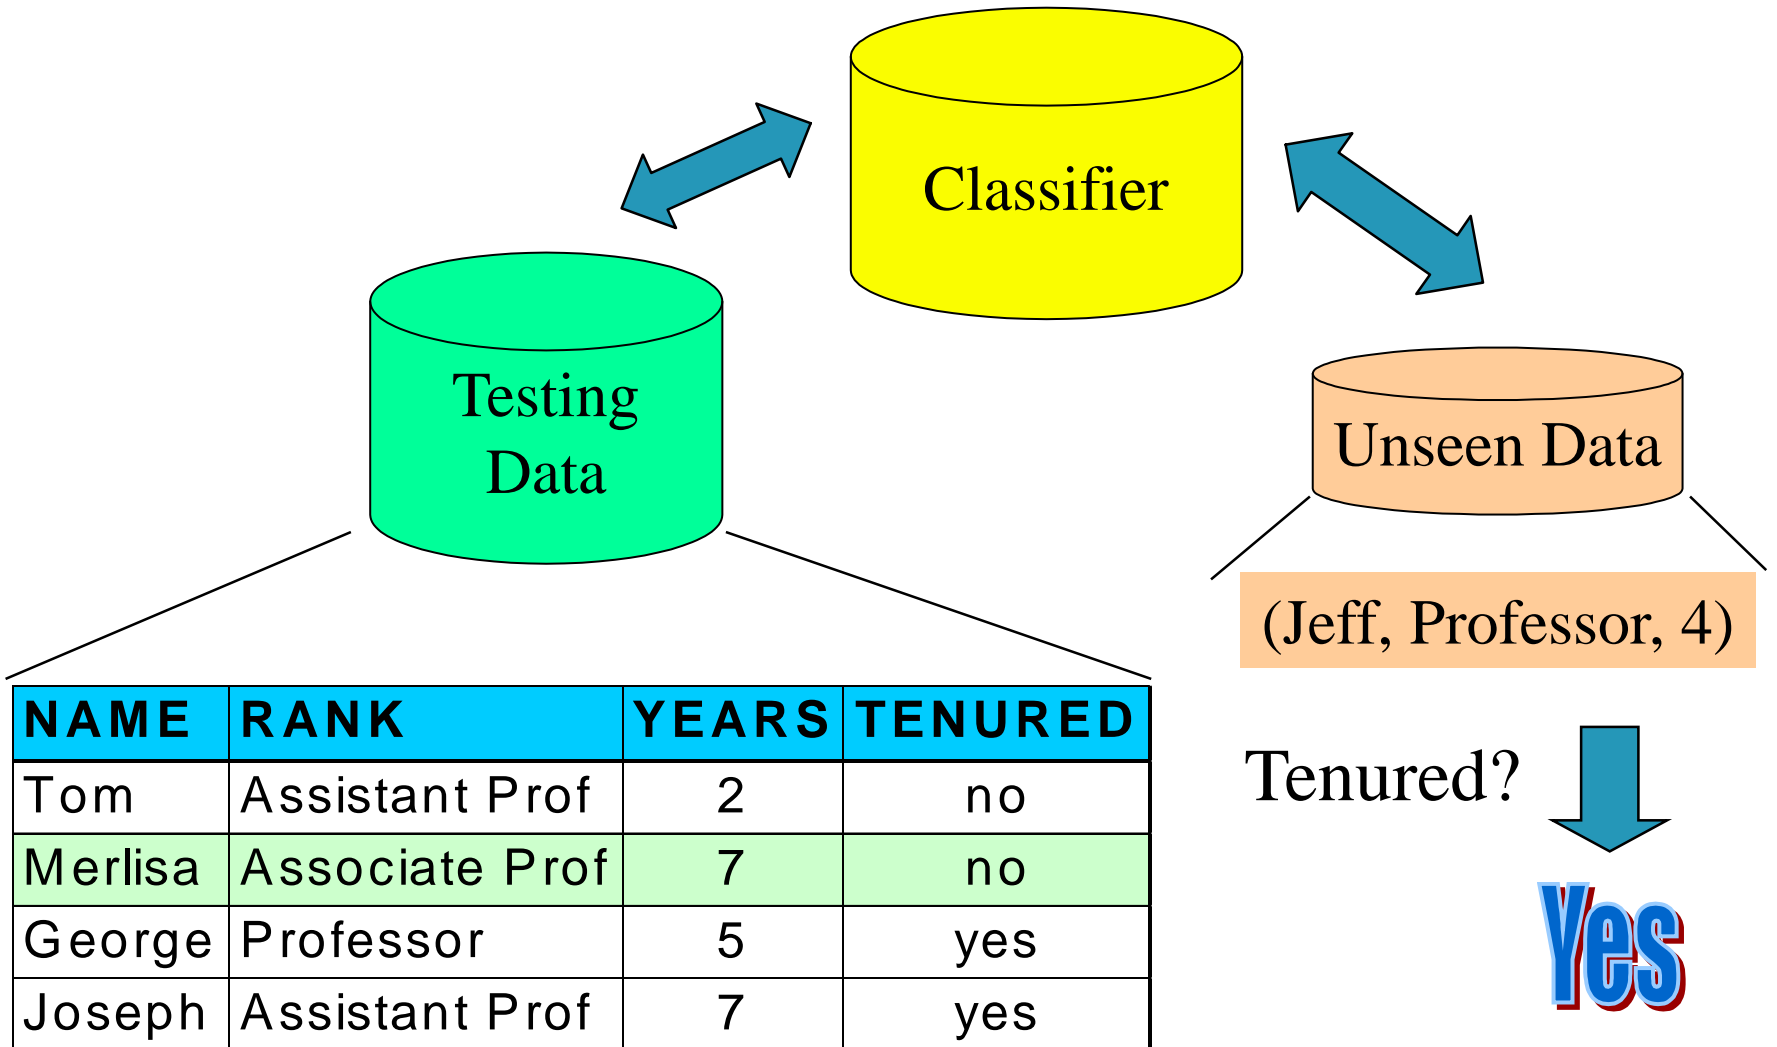 Classifier
Testing
Data
Unseen Data
(Jeff, Professor, 4)
NAME RANK YEARS TENURED
Tom Assistant Prof 2 no
Merlisa Associate Prof 7 no
George Professor 5 yes
Joseph Assistant Prof 7 yes
Tenured?
Yes